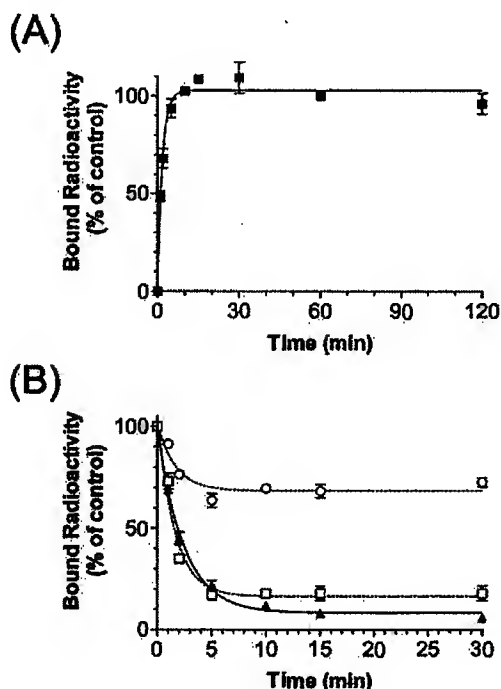 (A)
Bound Radioactivity
(% of control)
100
50
0
0 30 60 90 120
Time (min)
(B)
Bound Radioactivity
(% of control)
100
50
0
0 5 10 15 20 25 30
Time (min)